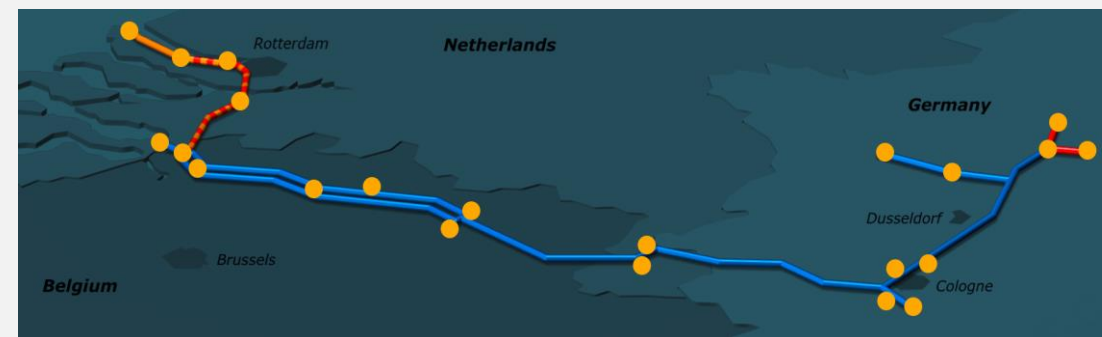 Rotterdam
Netherlands
Germany
Dusseldorf
Brussels
Belgium
Cologne